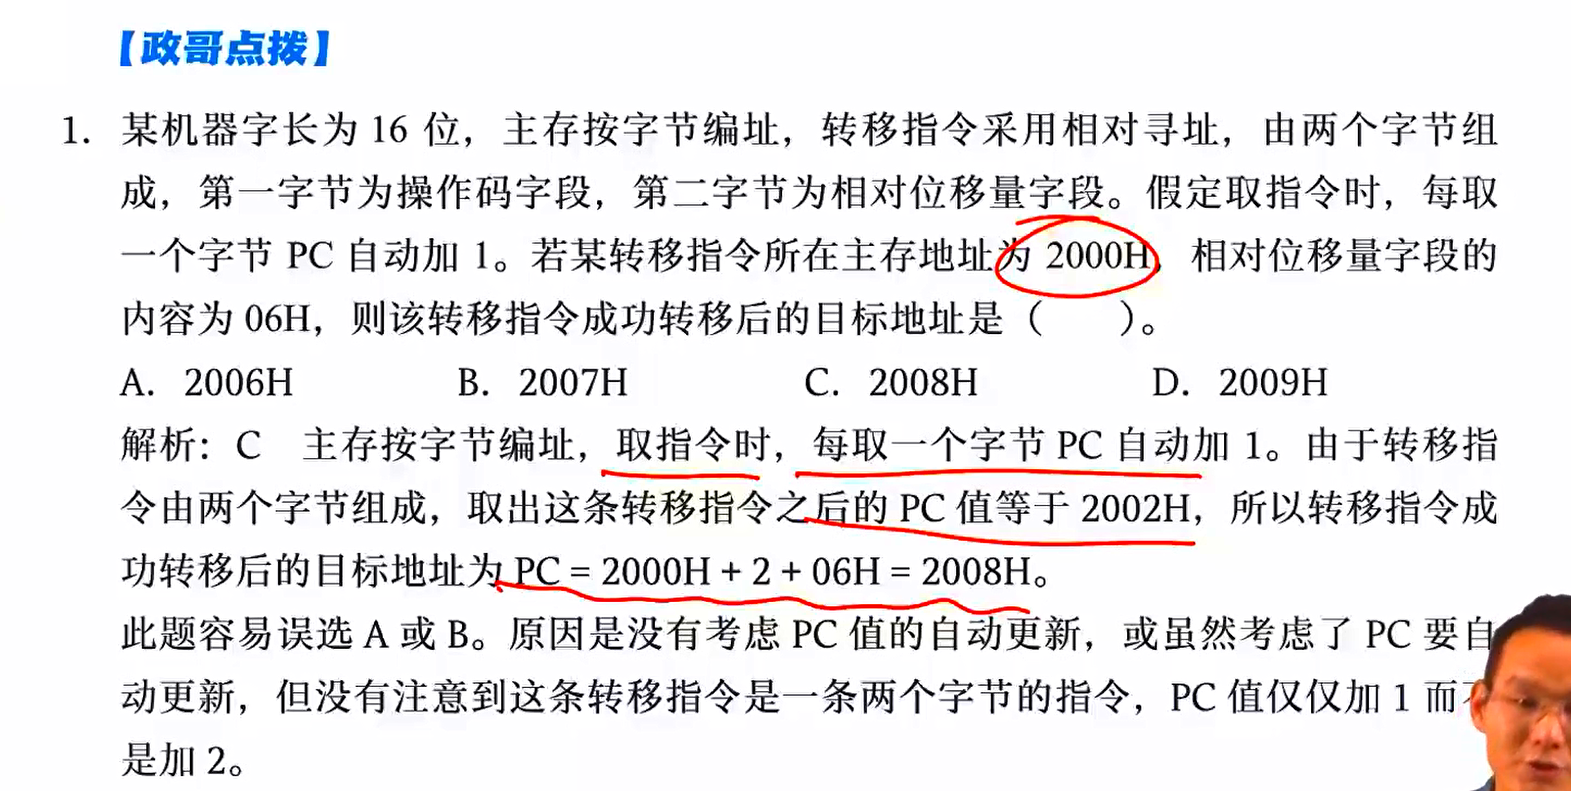 【政哥点拨】
1. 某机器字长为 16 位，主存按字节编址，转移指令采用相对寻址，由两个字节组
成，第一字节为操作码字段，第二字节为相对位移量字段。假定取指令时，每取
一个字节 PC 自动加 1。若某转移指令所在主存地址为 2000H，相对位移量字段的
内容为 06H，则该转移指令成功转移后的目标地址是（　　）。
A. 2006H B. 2007H C. 2008H D. 2009H
解析：C 主存按字节编址，取指令时，每取一个字节 PC 自动加 1。由于转移指
令由两个字节组成，取出这条转移指令之后的 PC 值等于 2002H，所以转移指令成
功转移后的目标地址为 PC = 2000H + 2 + 06H = 2008H。
此题容易误选 A 或 B。原因是没有考虑 PC 值的自动更新，或虽然考虑了 PC 要自
动更新，但没有注意到这条转移指令是一条两个字节的指令，PC 值仅仅加 1 而
是加 2。